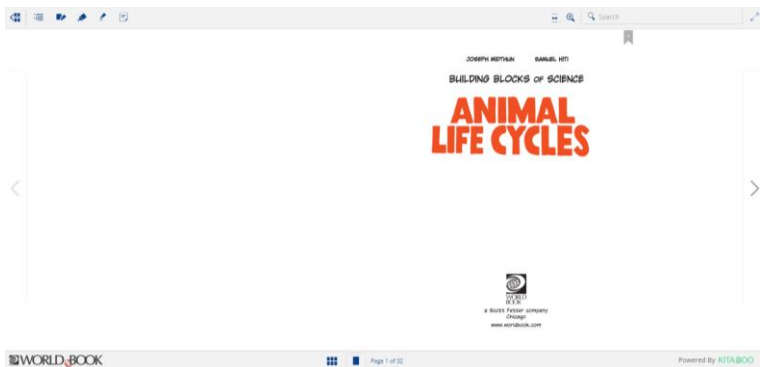 Search
JOSEPH MIDTHUN SAMUEL HITI
BUILDING BLOCKS OF SCIENCE
ANIMAL
LIFE CYCLES
WORLD
BOOK
a Scott Fetzer company
Chicago
www.worldbook.com
WORLD eBOOK
Page 1 of 32
Powered By KITABOO